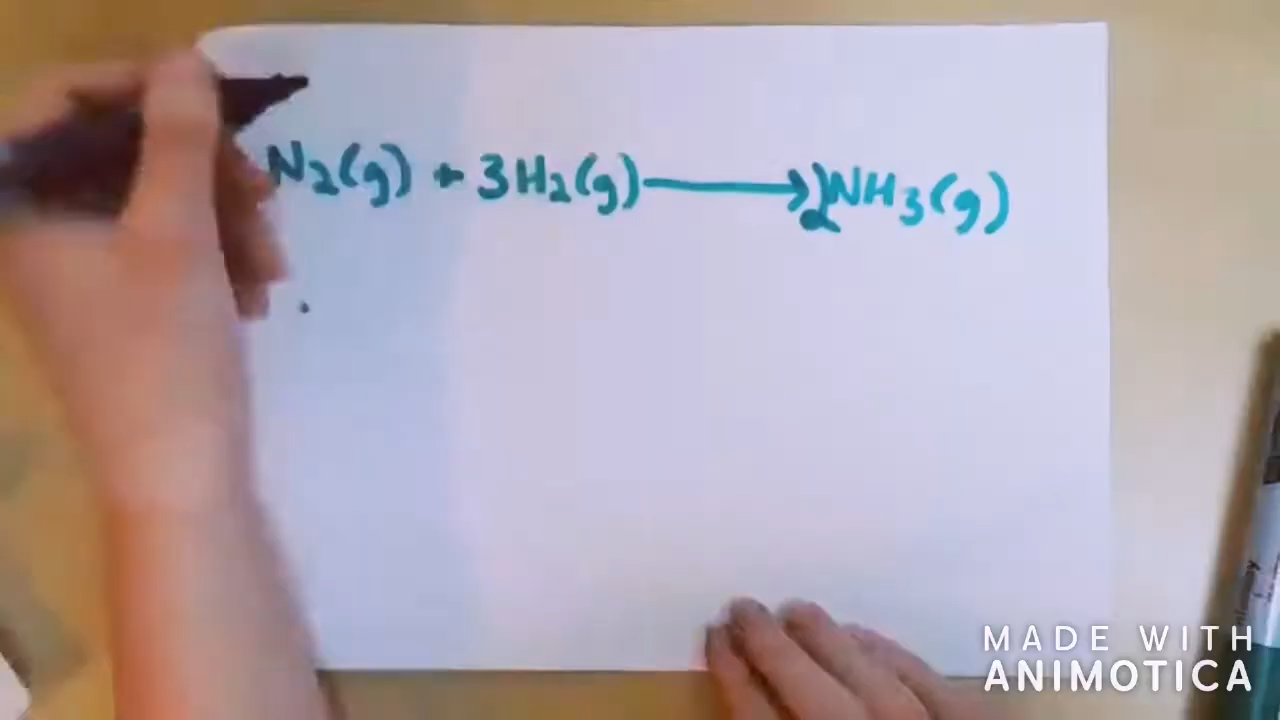 N₂(g) + 3H₂(g) ⟶ 2NH₃(g)
MADE WITH
ANIMOTICA